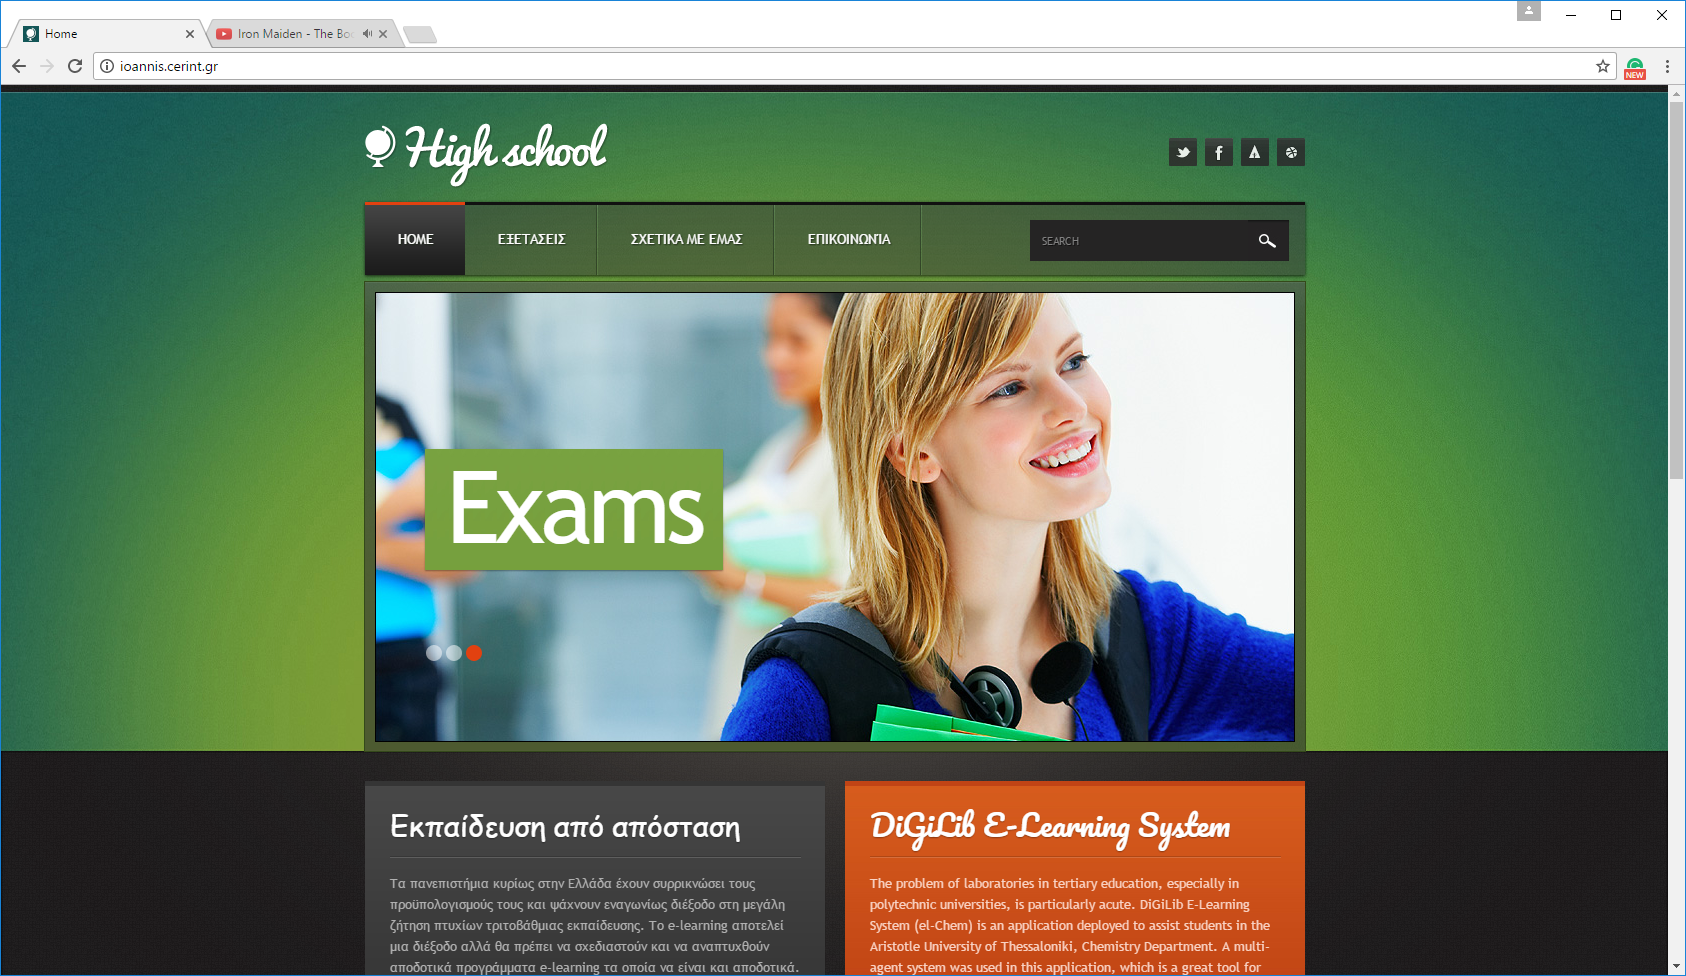 Home
Iron Maiden - The Boo
ioannis.cerint.gr
NEW
High school
HOME
ΕΞΕΤΑΣΕΙΣ
ΣΧΕΤΙΚΑ ΜΕ ΕΜΑΣ
ΕΠΙΚΟΙΝΩΝΊΑ
SEARCH
Exams
Εκπαίδευση από απόσταση
Τα πανεπιστήμια κυρίως στην Ελλάδα έχουν συρρικνώσει τους
προϋπολογισμούς τους και ψάχνουν εναγωνίως διέξοδο στη μεγάλη
ζήτηση πτυχίων τριτοβάθμιας εκπαίδευσης. Το e-learning αποτελεί
μια διέξοδο αλλά θα πρέπει να σχεδιαστούν και να αναπτυχθούν
αποδοτικά προγράμματα e-learning τα οποία να είναι και αποδοτικά.
DiGiLib E-Learning System
The problem of laboratories in tertiary education, especially in
polytechnic universities, is particularly acute. DiGiLib E-Learning
System (el-Chem) is an application deployed to assist students in the
Aristotle University of Thessaloniki, Chemistry Department. A multi-
agent system was used in this application, which is a great tool for